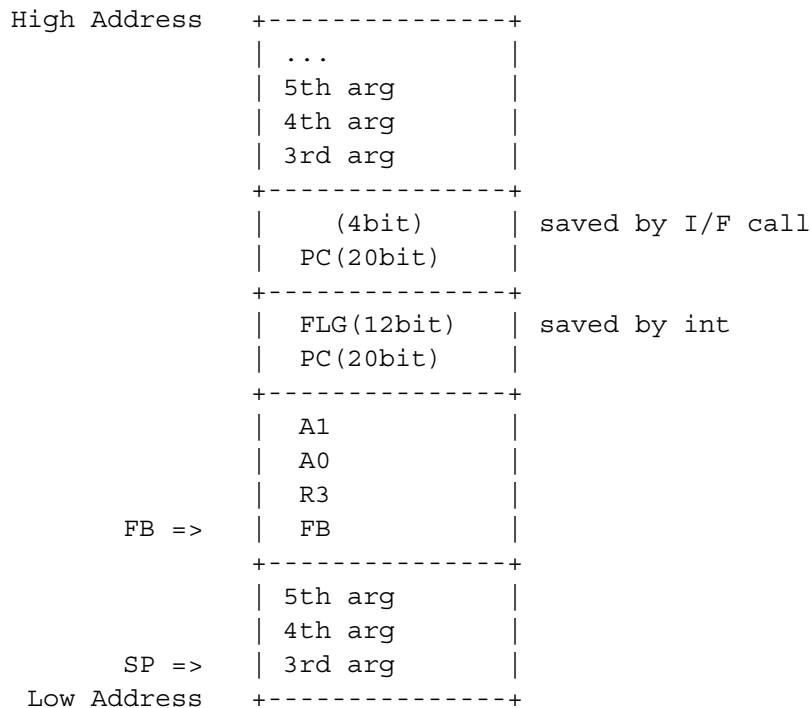 High Address +---------------+
| ... |
| 5th arg |
| 4th arg |
| 3rd arg |
+---------------+
| (4bit) | saved by I/F call
| PC(20bit) |
+---------------+
| FLG(12bit) | saved by int
| PC(20bit) |
+---------------+
| A1 |
| A0 |
| R3 |
FB => | FB |
+---------------+
| 5th arg |
| 4th arg |
SP => | 3rd arg |
Low Address +---------------+